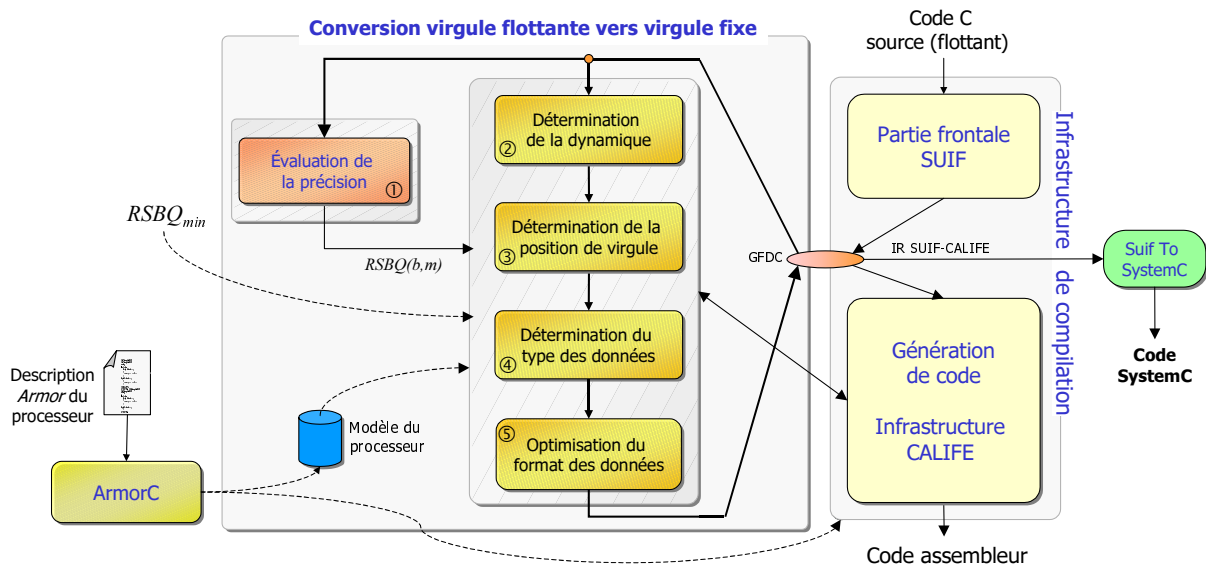 Conversion virgule flottante vers virgule fixe
Code C
source (flottant)
Détermination
de la dynamique
②
Partie frontale
SUIF
Infrastructure de compilation
Évaluation de
la précision
①
RSBQmin
Détermination de la
position de virgule
③
RSBQ(b,m)
GFDC
IR SUIF-CALIFE
Suif To
SystemC
Détermination du
type des données
④
Génération
de code
Infrastructure
CALIFE
Code
SystemC
Description
Armor du
processeur
Modèle du
processeur
⑤
Optimisation du
format des données
ArmorC
Code assembleur